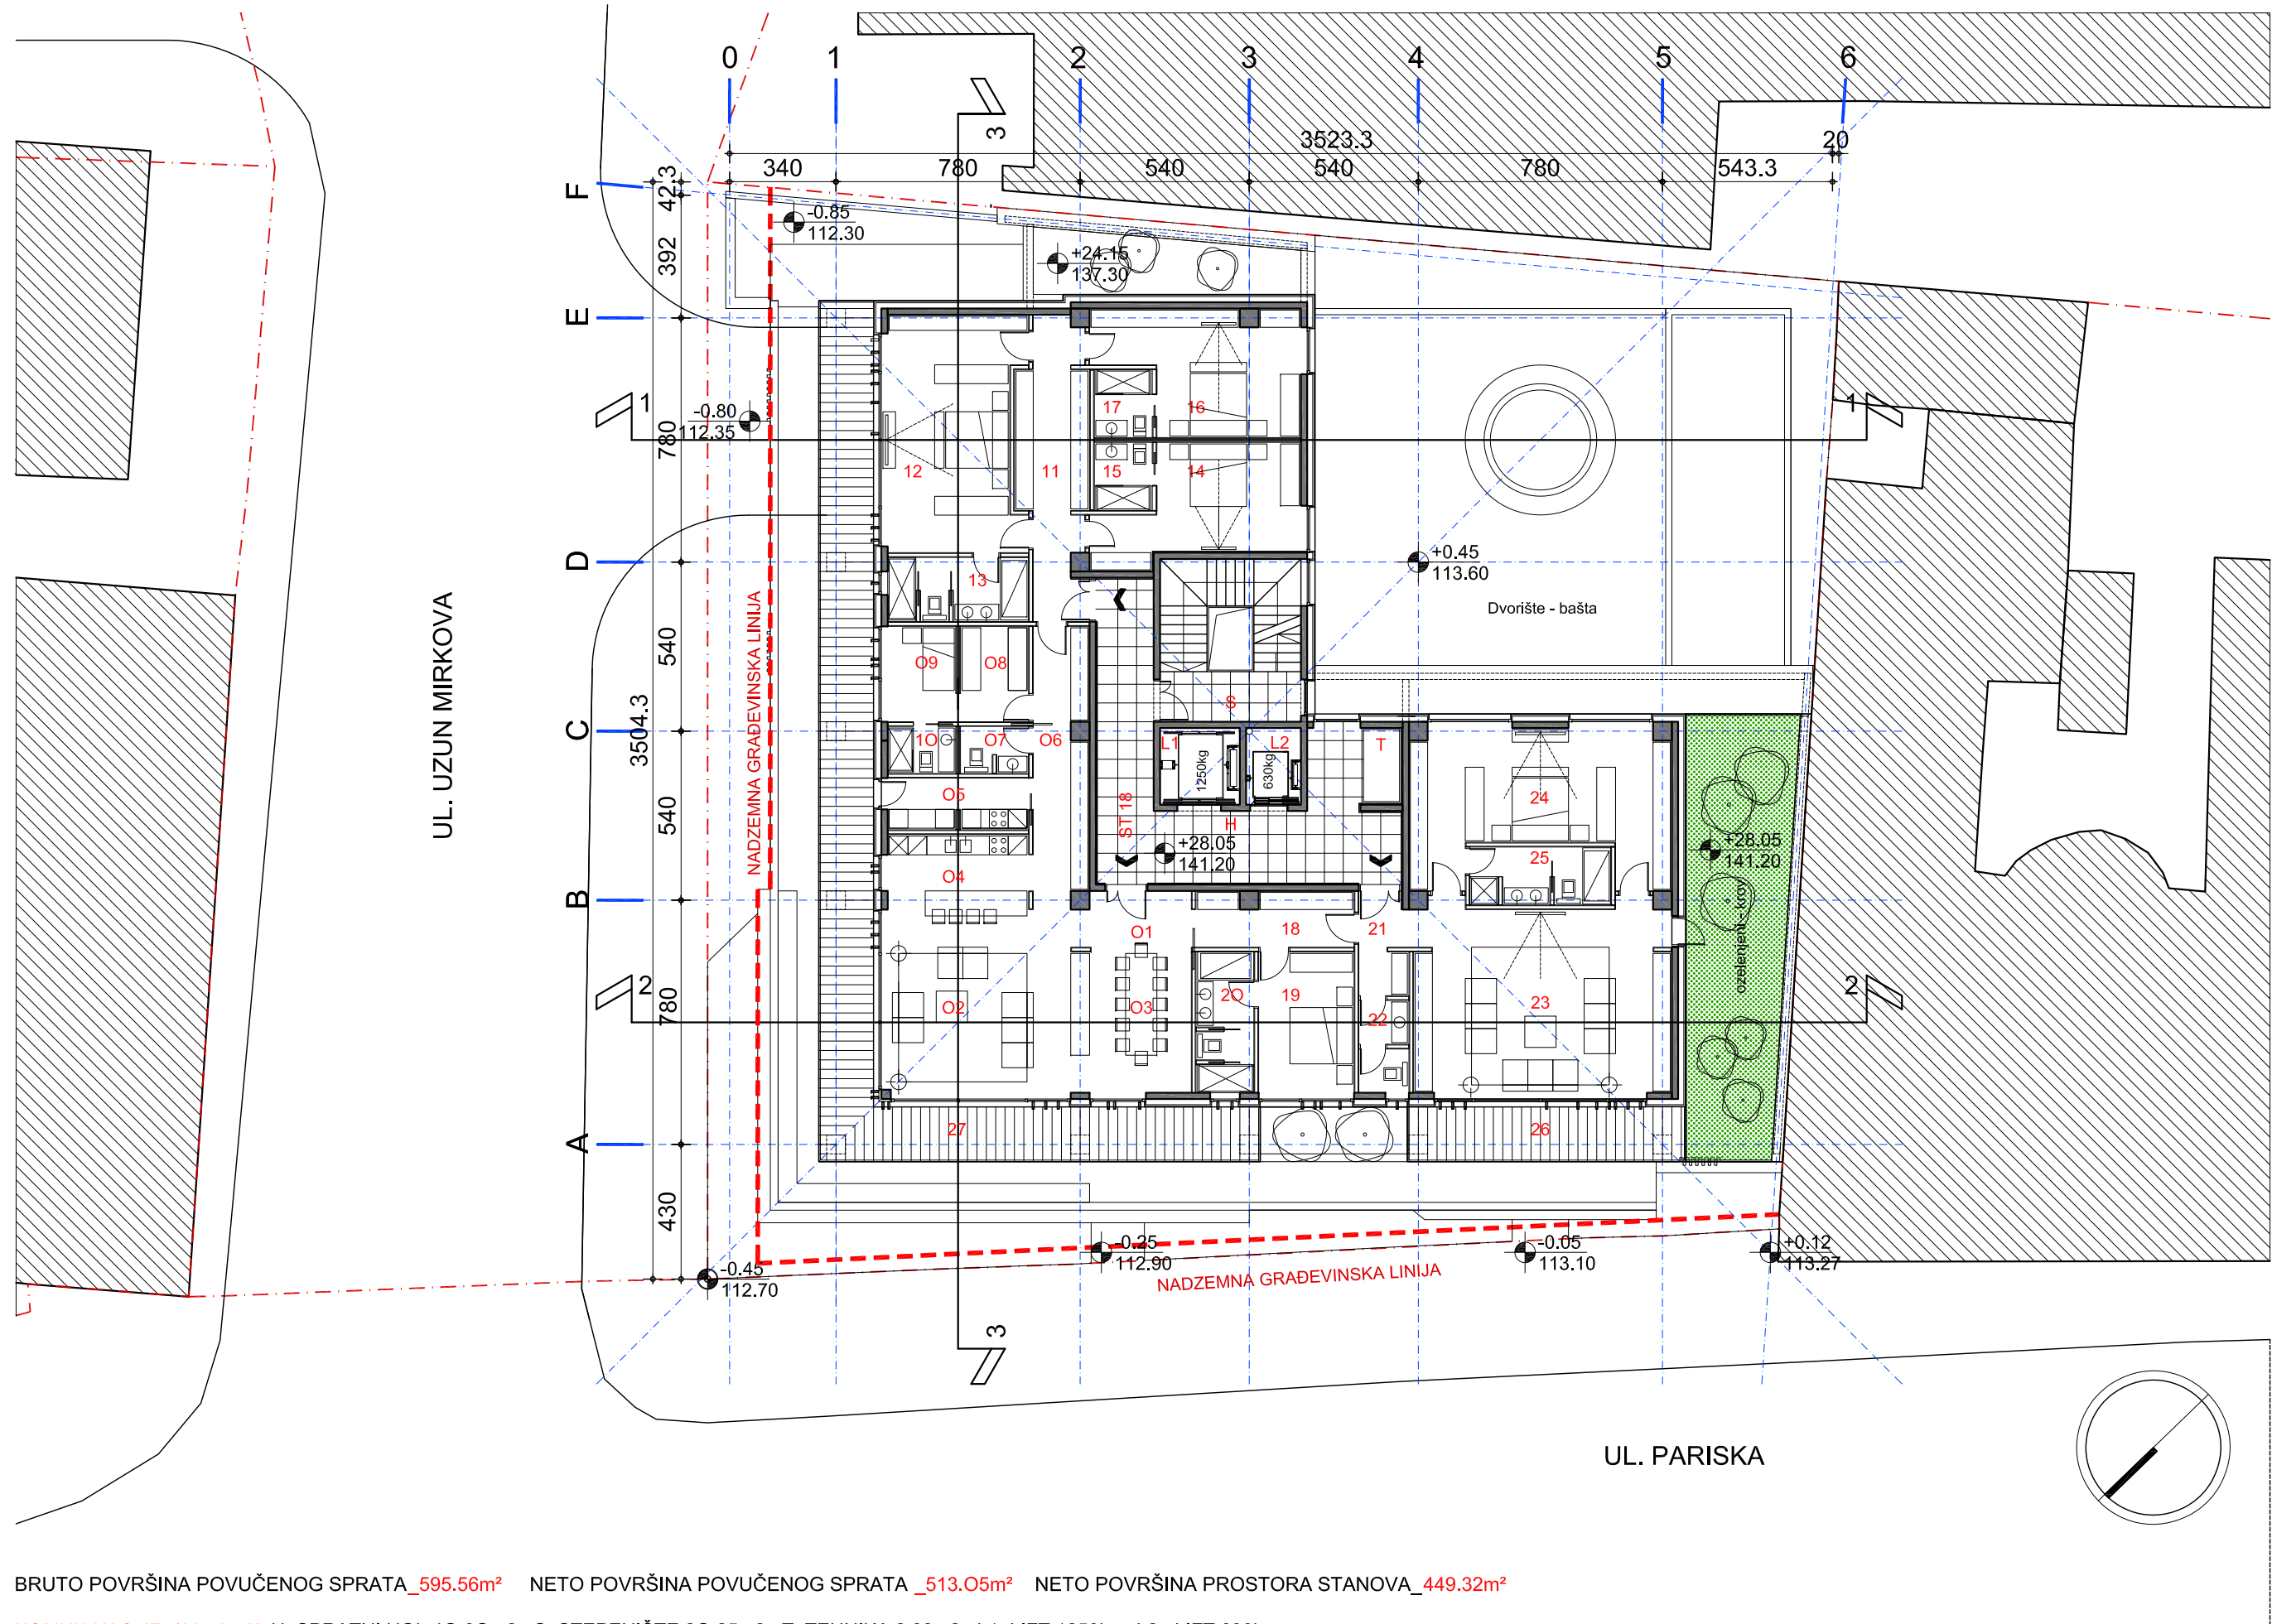 0 1 2 3 4 5 6
3
3523.3 20
340 780 540 540 780 543.3
F
42.3
-0.85
112.30
392
+24.15
137.30
E
1
-0.80
112.35
780
17 16
1
12 11 15 14
D
+0.45
113.60
13
Dvorište - bašta
UL. UZUN MIRKOVA
NADZEMNA GRAĐEVINSKA LINIJA
540
O9 O8
S
C
3504.3
1O O7 O6
L1 L2 T
1250kg 630kg
O5
24
540
ST 18
H
+28.05
141.20
+28.05
141.20
25
O4
B
ozelenjeni krov
O1 18 21
2
780
O2 O3 2O 19 22 23
2
A
27 26
430
-0.25
112.90
-0.05
113.10
+0.12
113.27
-0.45
112.70
NADZEMNA GRAĐEVINSKA LINIJA
3
UL. PARISKA
BRUTO POVRŠINA POVUČENOG SPRATA_595.56m² NETO POVRŠINA POVUČENOG SPRATA _513.O5m² NETO POVRŠINA PROSTORA STANOVA_449.32m²